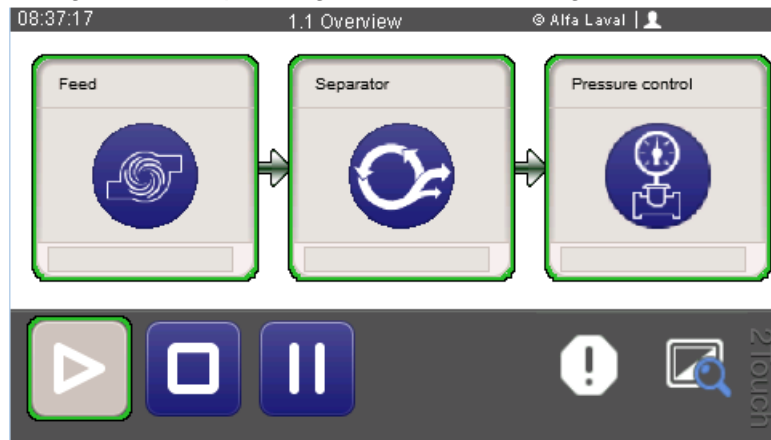 08:37:17 1.1 Overview © Alfa Laval |
Feed Separator Pressure control
2Touch